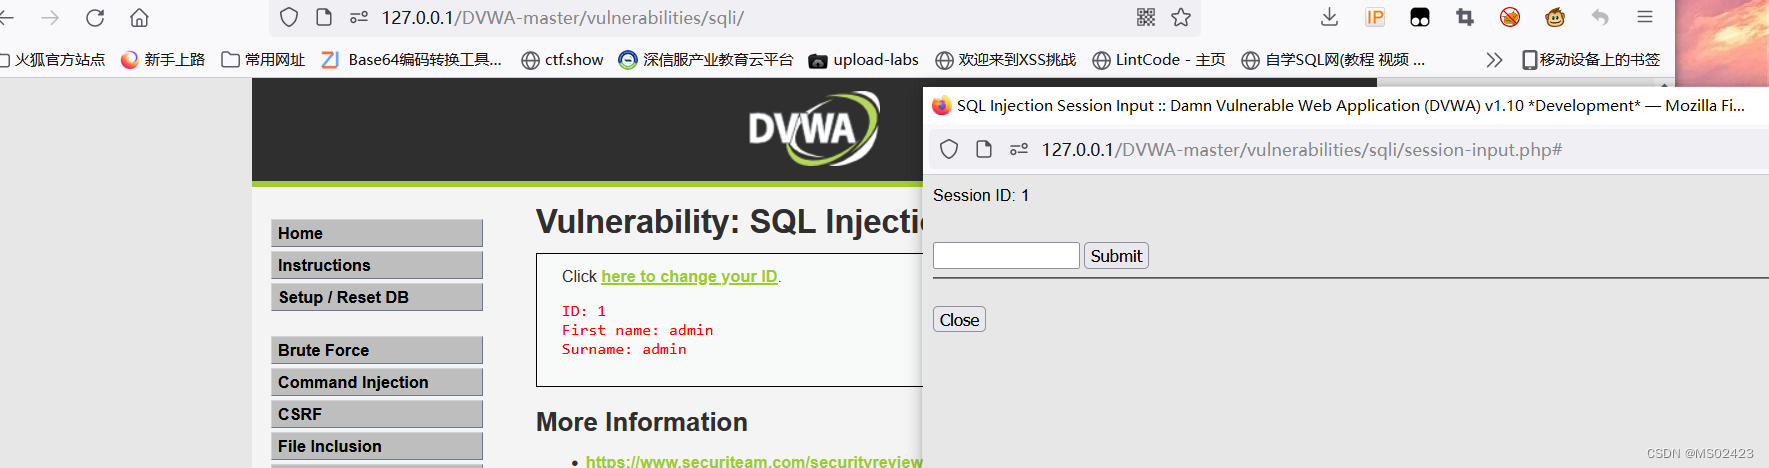 127.0.0.1/DVWA-master/vulnerabilities/sqli/
IP
火狐官方站点 新手上路 常用网址 Base64编码转换工具... ctf.show 深信服产业教育云平台 upload-labs 欢迎来到XSS挑战 LintCode - 主页 自学SQL网(教程 视频 ... 移动设备上的书签
DVWA
Home
Instructions
Setup / Reset DB
Brute Force
Command Injection
CSRF
File Inclusion
Vulnerability: SQL Injecti
Click here to change your ID.
ID: 1
First name: admin
Surname: admin
More Information
https://www.securiteam.com/securityreview
SQL Injection Session Input :: Damn Vulnerable Web Application (DVWA) v1.10 *Development* — Mozilla Fi...
127.0.0.1/DVWA-master/vulnerabilities/sqli/session-input.php#
Session ID: 1
Submit
Close
CSDN @MS02423